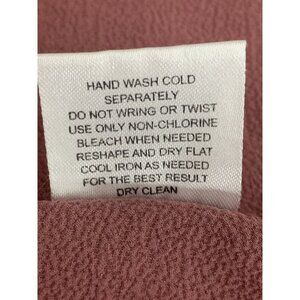 HAND WASH COLD
SEPARATELY
DO NOT WRING OR TWIST
USE ONLY NON-CHLORINE
BLEACH WHEN NEEDED
RESHAPE AND DRY FLAT
COOL IRON AS NEEDED
FOR THE BEST RESULT
DRY CLEAN